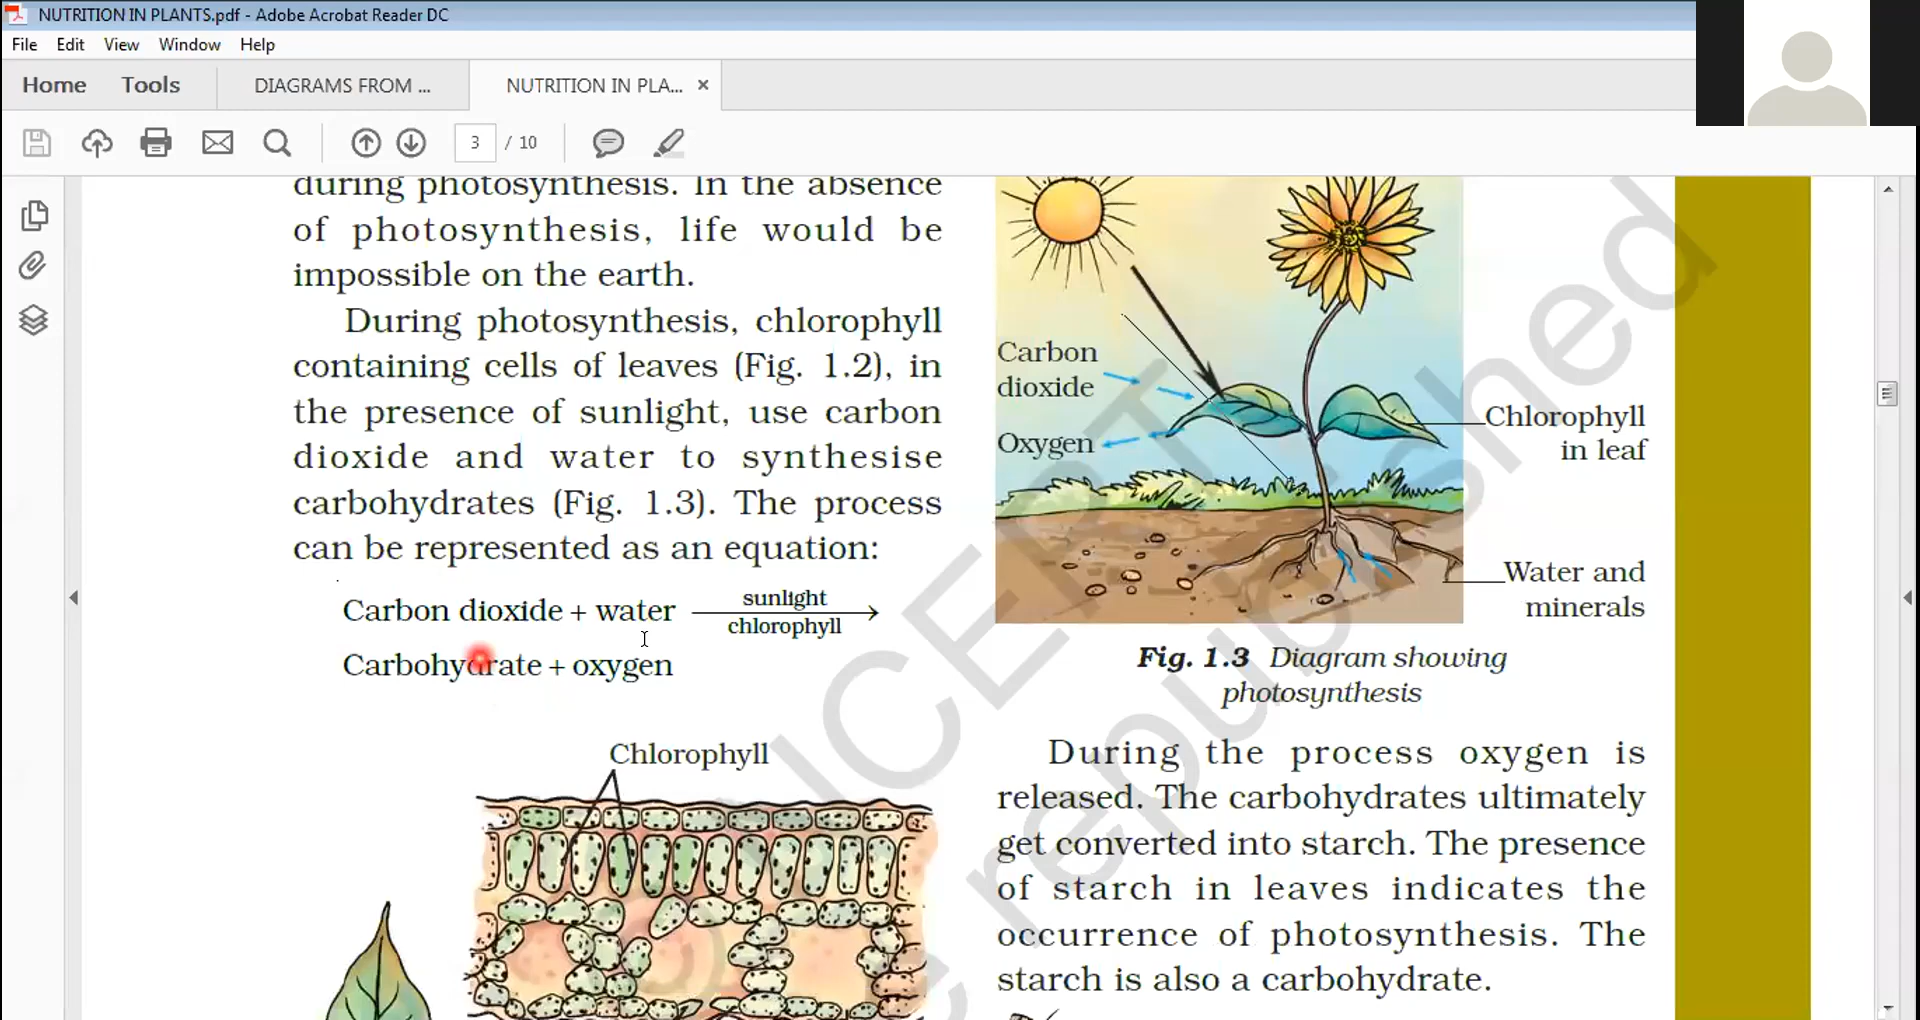 NUTRITION IN PLANTS.pdf - Adobe Acrobat Reader DC
File Edit View Window Help
Home Tools DIAGRAMS FROM ... NUTRITION IN PLA... ×
3 / 10
during photosynthesis. In the absence
of photosynthesis, life would be
impossible on the earth.
During photosynthesis, chlorophyll
containing cells of leaves (Fig. 1.2), in
the presence of sunlight, use carbon
dioxide and water to synthesise
carbohydrates (Fig. 1.3). The process
can be represented as an equation:
Carbon dioxide + water sunlight
chlorophyll
Carbohydrate + oxygen
Chlorophyll
Carbon
dioxide
Oxygen
Chlorophyll
in leaf
Water and
minerals
Fig. 1.3 Diagram showing
photosynthesis
During the process oxygen is
released. The carbohydrates ultimately
get converted into starch. The presence
of starch in leaves indicates the
occurrence of photosynthesis. The
starch is also a carbohydrate.
© NCERT
republished